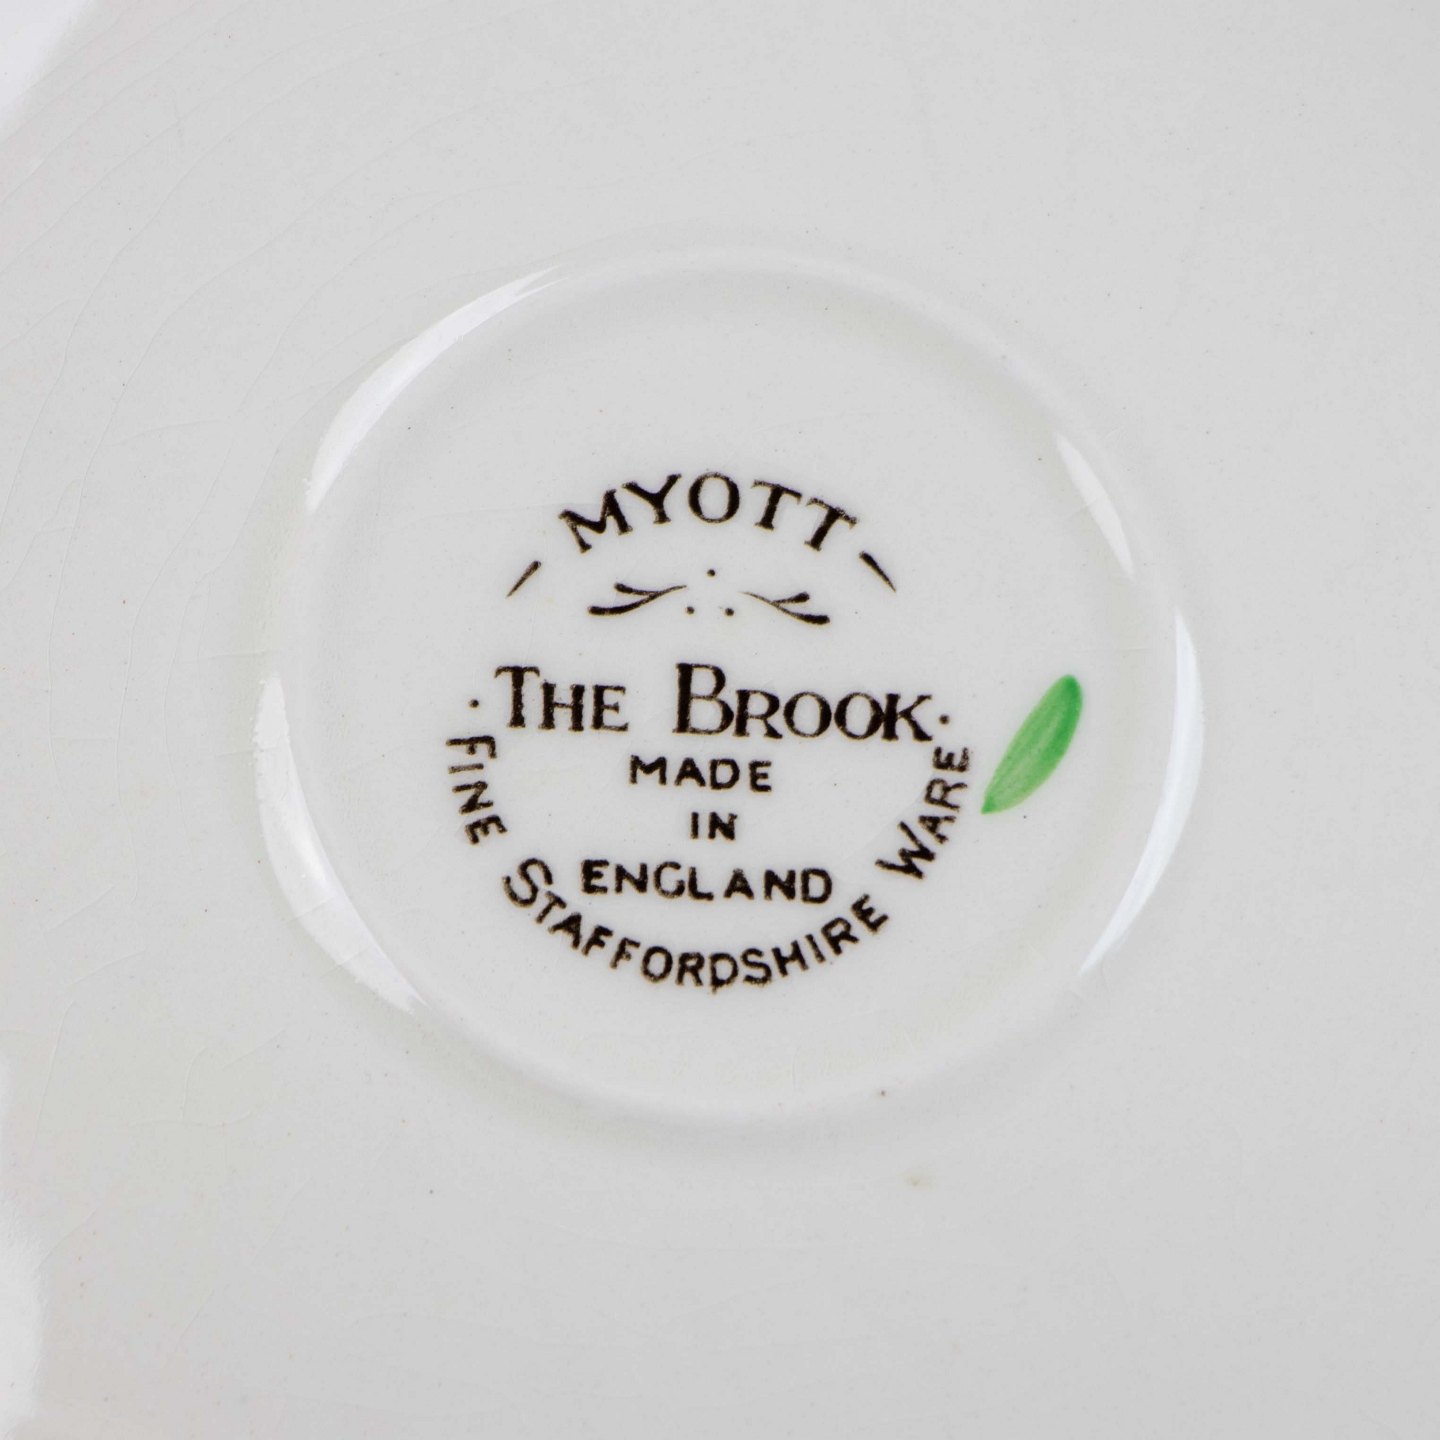 MYOTT
· THE BROOK ·
MADE
IN
ENGLAND
FINE STAFFORDSHIRE WARE